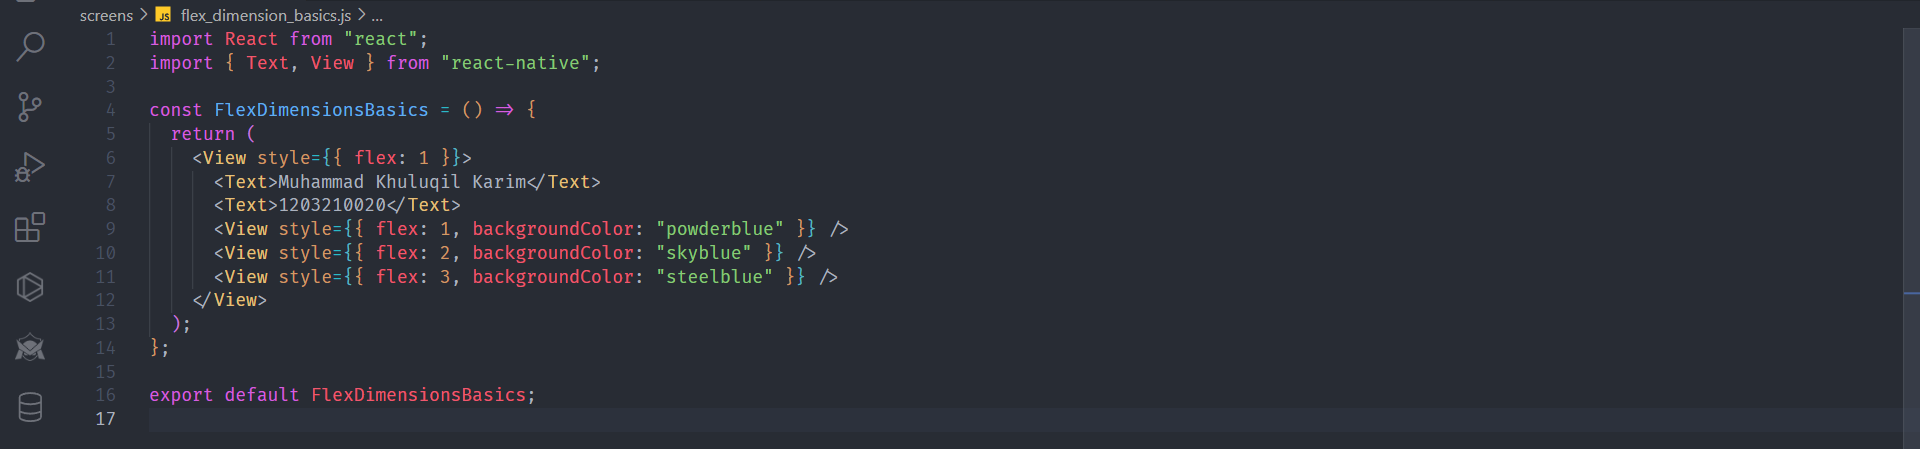 screens > JS flex_dimension_basics.js > ...
1 import React from "react";
2 import { Text, View } from "react-native";
3
4 const FlexDimensionsBasics = () => {
5   return (
6     <View style={{ flex: 1 }}>
7       <Text>Muhammad Khuluqil Karim</Text>
8       <Text>1203210020</Text>
9       <View style={{ flex: 1, backgroundColor: "powderblue" }} />
10       <View style={{ flex: 2, backgroundColor: "skyblue" }} />
11       <View style={{ flex: 3, backgroundColor: "steelblue" }} />
12     </View>
13   );
14 };
15
16 export default FlexDimensionsBasics;
17